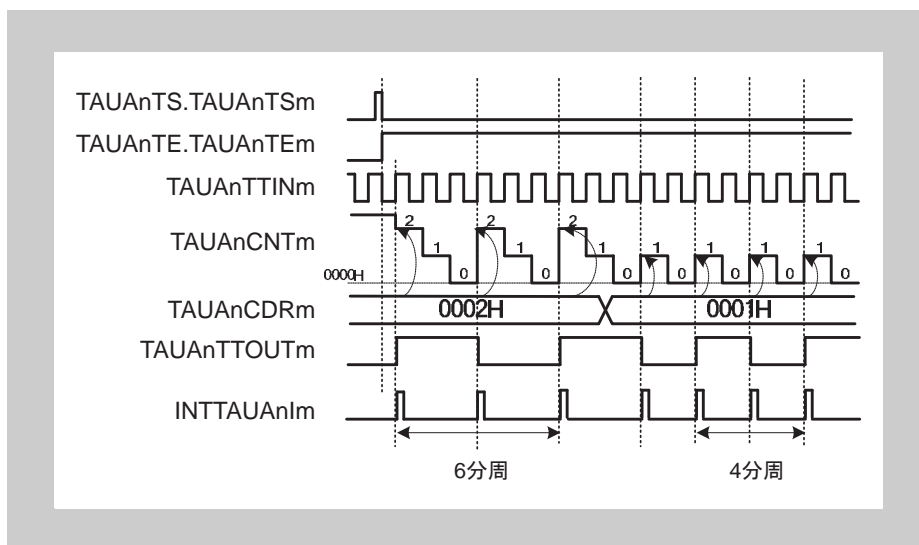 TAUAnTS.TAUAnTSm
TAUAnTE.TAUAnTEm
TAUAnTTINm
TAUAnCNTm
2 1 0 2 1 0 2 1 0 1 0 1 0 1 0 1 0
0000H
TAUAnCDRm
0002H 0001H
TAUAnTTOUTm
INTTAUAnIm
6分周 4分周